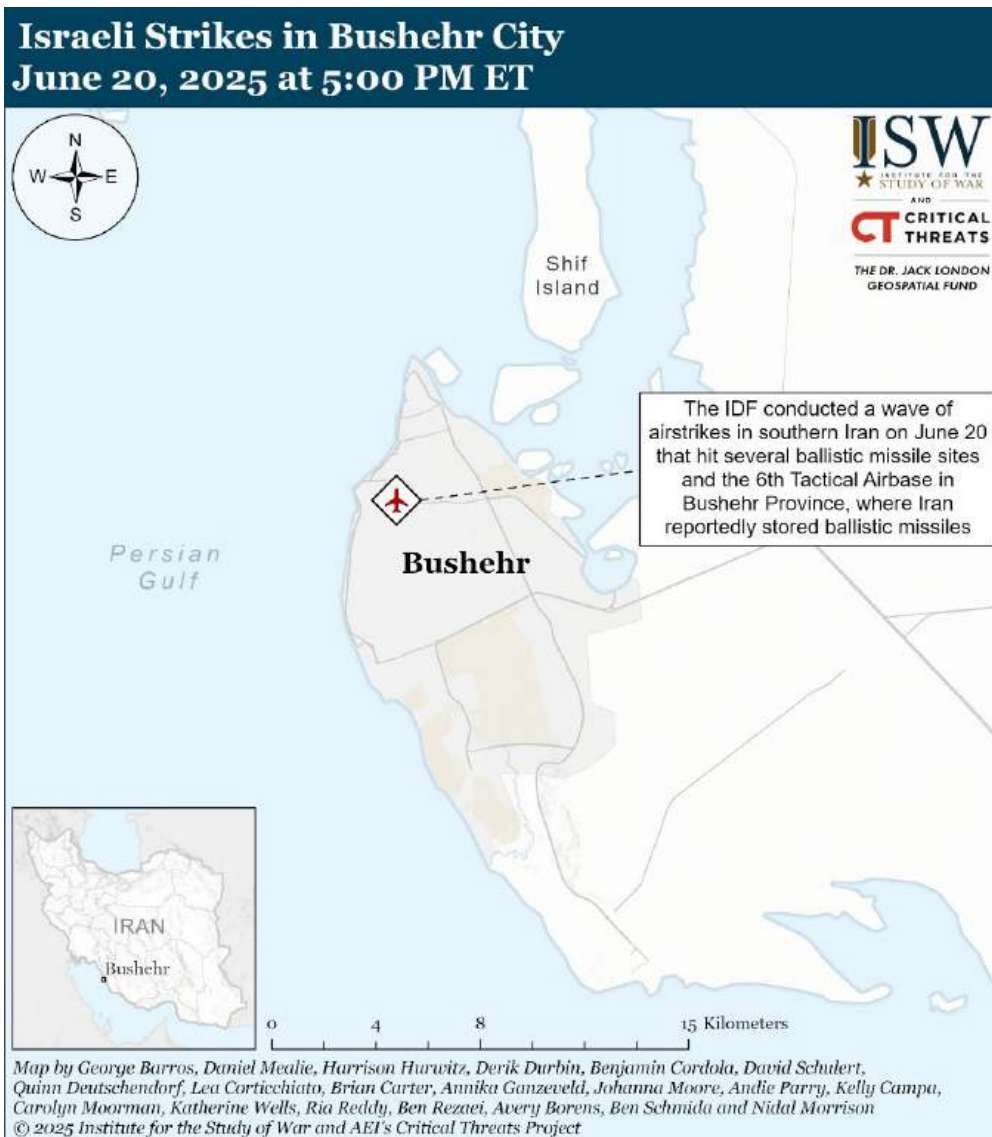 Israeli Strikes in Bushehr City
June 20, 2025 at 5:00 PM ET
N
W
E
S
ISW
INSTITUTE FOR THE
STUDY OF WAR
AND
CT CRITICAL
THREATS
THE DR. JACK LONDON
GEOSPATIAL FUND
Shif
Island
The IDF conducted a wave of
airstrikes in southern Iran on June 20
that hit several ballistic missile sites
and the 6th Tactical Airbase in
Bushehr Province, where Iran
reportedly stored ballistic missiles
Persian
Gulf
Bushehr
IRAN
Bushehr
0 4 8 15 Kilometers
Map by George Barros, Daniel Mealie, Harrison Hurwitz, Derik Durbin, Benjamin Cordola, David Schulert,
Quinn Deutschendorf, Lea Corticchiato, Brian Carter, Annika Ganzeveld, Johanna Moore, Andie Parry, Kelly Campa,
Carolyn Moorman, Katherine Wells, Ria Reddy, Ben Rezaei, Avery Borens, Ben Schmida and Nidal Morrison
© 2025 Institute for the Study of War and AEI's Critical Threats Project